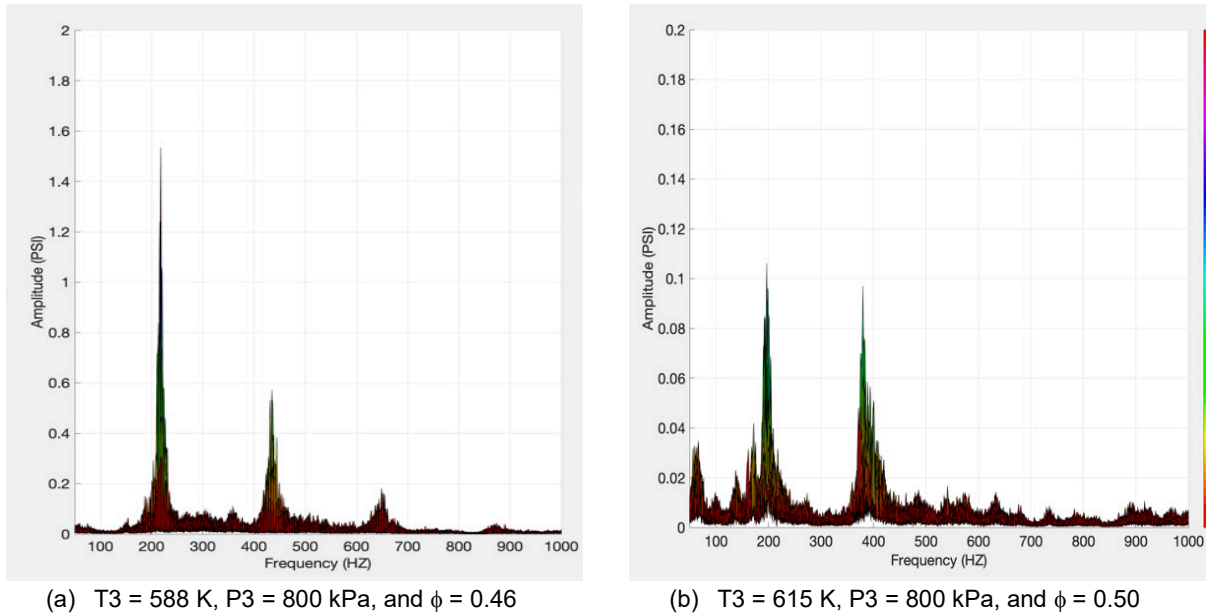 2
1.8
1.6
1.4
1.2
1
0.8
0.6
0.4
0.2
0
Amplitude (PSI)
100 200 300 400 500 600 700 800 900 1000
Frequency (HZ)
(a) T3 = 588 K, P3 = 800 kPa, and ϕ = 0.46
0.2
0.18
0.16
0.14
0.12
0.1
0.08
0.06
0.04
0.02
0
Amplitude (PSI)
100 200 300 400 500 600 700 800 900 1000
Frequency (HZ)
(b) T3 = 615 K, P3 = 800 kPa, and ϕ = 0.50